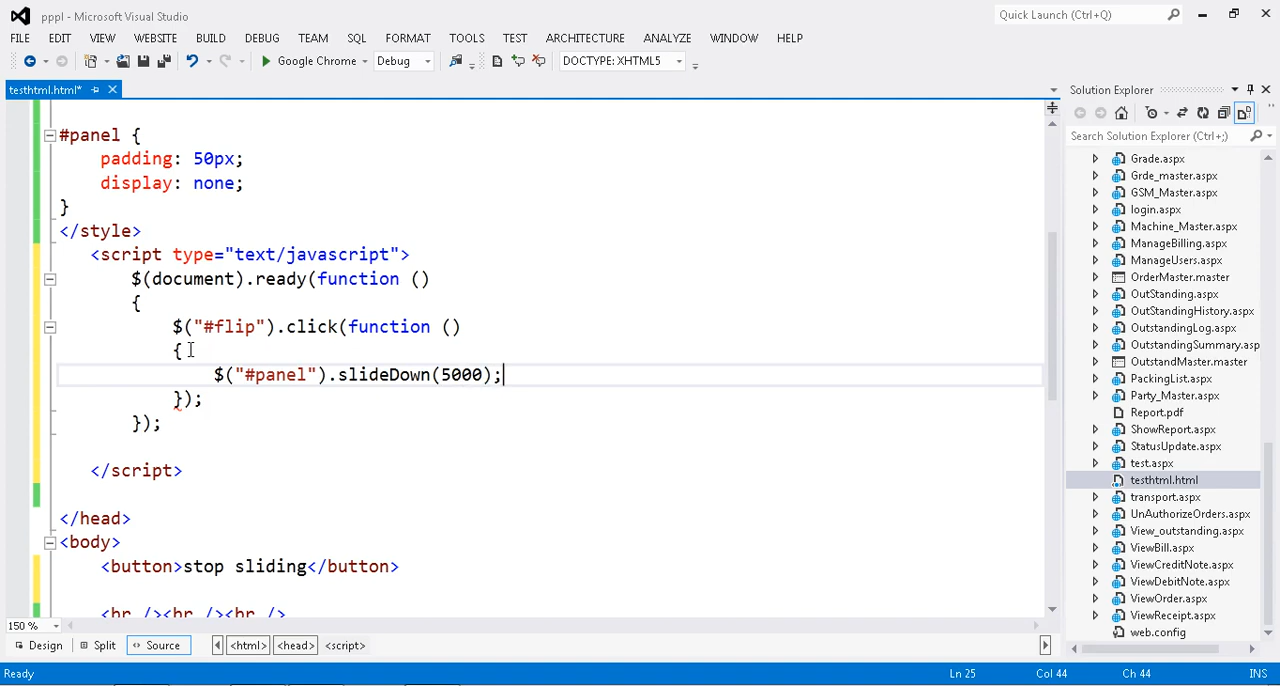 pppl - Microsoft Visual Studio
Quick Launch (Ctrl+Q)
FILE EDIT VIEW WEBSITE BUILD DEBUG TEAM SQL FORMAT TOOLS TEST ARCHITECTURE ANALYZE WINDOW HELP
Google Chrome Debug DOCTYPE: XHTML5
testhtml.html*
#panel {
padding: 50px;
display: none;
}
</style>
<script type="text/javascript">
$(document).ready(function ()
{
$("#flip").click(function ()
{
$("#panel").slideDown(5000);
});
});
</script>
</head>
<body>
<button>stop sliding</button>
<br /><br /><br />
150 %
Design Split Source <html> <head> <script>
Solution Explorer
Search Solution Explorer (Ctrl+;)
Grade.aspx
Grde_master.aspx
GSM_Master.aspx
login.aspx
Machine_Master.aspx
ManageBilling.aspx
ManageUsers.aspx
OrderMaster.master
OutStanding.aspx
OutStandingHistory.aspx
OutstandingLog.aspx
OutstandingSummary.asp
OutstandMaster.master
PackingList.aspx
Party_Master.aspx
Report.pdf
ShowReport.aspx
StatusUpdate.aspx
test.aspx
testhtml.html
transport.aspx
UnAuthorizeOrders.aspx
View_outstanding.aspx
ViewBill.aspx
ViewCreditNote.aspx
ViewDebitNote.aspx
ViewOrder.aspx
ViewReceipt.aspx
web.config
Ready Ln 25 Col 44 Ch 44 INS